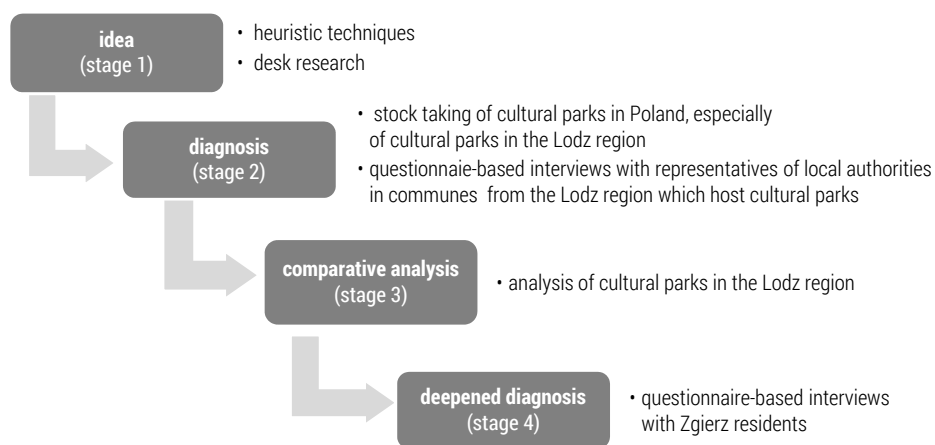 idea
(stage 1)
• heuristic techniques
• desk research
diagnosis
(stage 2)
• stock taking of cultural parks in Poland, especially
of cultural parks in the Lodz region
• questionnaie-based interviews with representatives of local authorities
in communes from the Lodz region which host cultural parks
comparative analysis
(stage 3)
• analysis of cultural parks in the Lodz region
deepened diagnosis
(stage 4)
• questionnaire-based interviews
with Zgierz residents